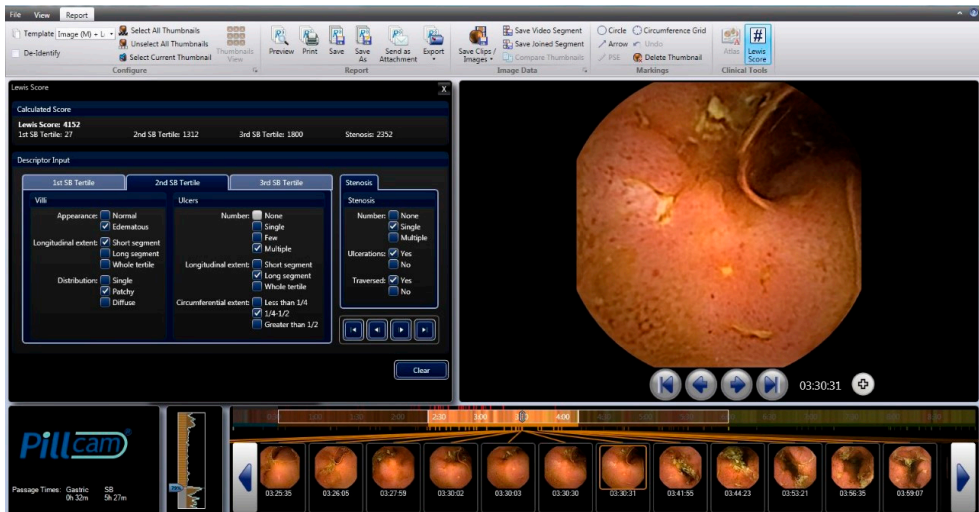 File View Report
Template Image (M) + L
De-Identify
Select All Thumbnails
Unselect All Thumbnails
Select Current Thumbnail
Thumbnails View
Configure
Preview
Print
Save
Save As
Send as Attachment
Export
Report
Save Clips / Images
Save Video Segment
Save Joined Segment
Compare Thumbnails
Image Data
Circle
Circumference Grid
Arrow
Undo
PSE
Delete Thumbnail
Markings
Atlas
# Lewis Score
Clinical Tools
Lewis Score X
Calculated Score
Lewis Score: 4152
1st SB Tertile: 27 2nd SB Tertile: 1312 3rd SB Tertile: 1800 Stenosis: 2352
Descriptor Input
1st SB Tertile 2nd SB Tertile 3rd SB Tertile
Villi
Appearance: Normal
Edematous
Longitudinal extent: Short segment
Long segment
Whole tertile
Distribution: Single
Patchy
Diffuse
Ulcers
Number: None
Single
Few
Multiple
Longitudinal extent: Short segment
Long segment
Whole tertile
Circumferential extent: Less than 1/4
1/4-1/2
Greater than 1/2
Stenosis
Stenosis
Number: None
Single
Multiple
Ulcerations: Yes
No
Traversed: Yes
No
Clear
03:30:31
Pillcam
Passage Times: Gastric SB
0h 32m 5h 27m
1:00 2:00 2:30 3:00 4:00
03:25:35 03:26:05 03:27:59 03:30:02 03:30:03 03:30:30 03:30:31 03:41:55 03:44:23 03:53:21 03:56:35 03:59:07